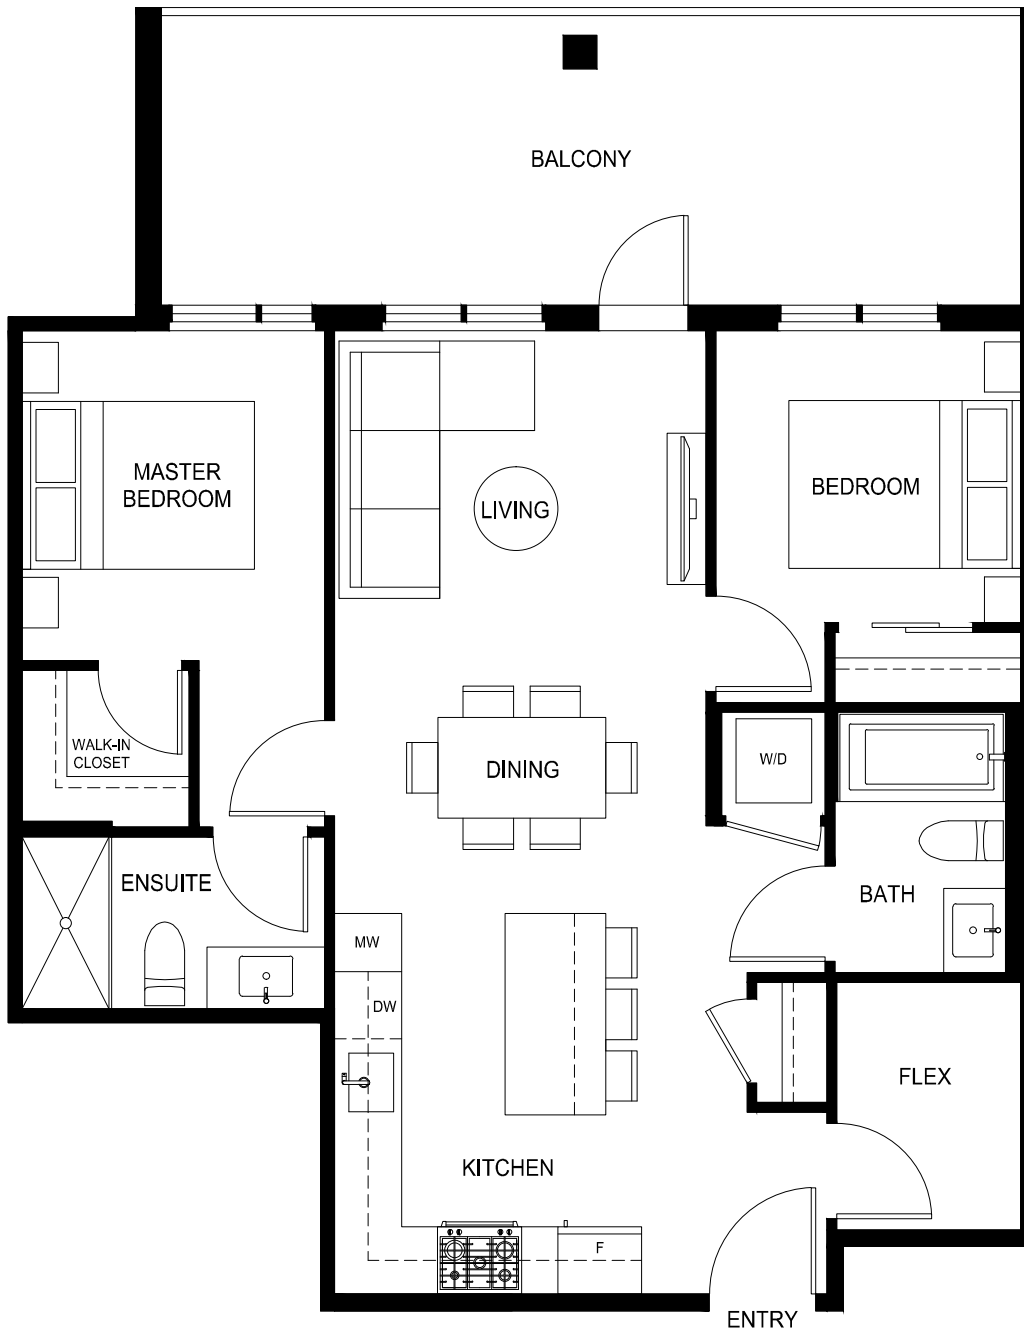 BALCONY
MASTER
BEDROOM
LIVING
BEDROOM
WALK-IN
CLOSET
DINING
W/D
ENSUITE
BATH
MW
DW
FLEX
KITCHEN
F
ENTRY